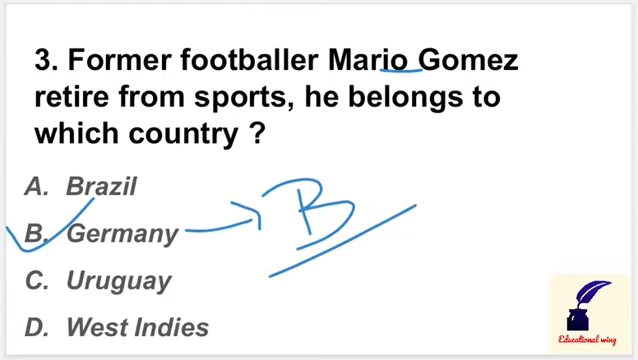 3. Former footballer Mario Gomez
retire from sports, he belongs to
which country ?
A. Brazil
B. Germany
B
C. Uruguay
D. West Indies
Educational wing